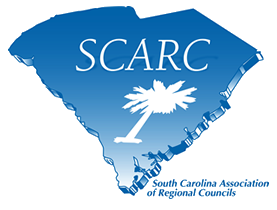 SCARC
South Carolina Association
of Regional Councils